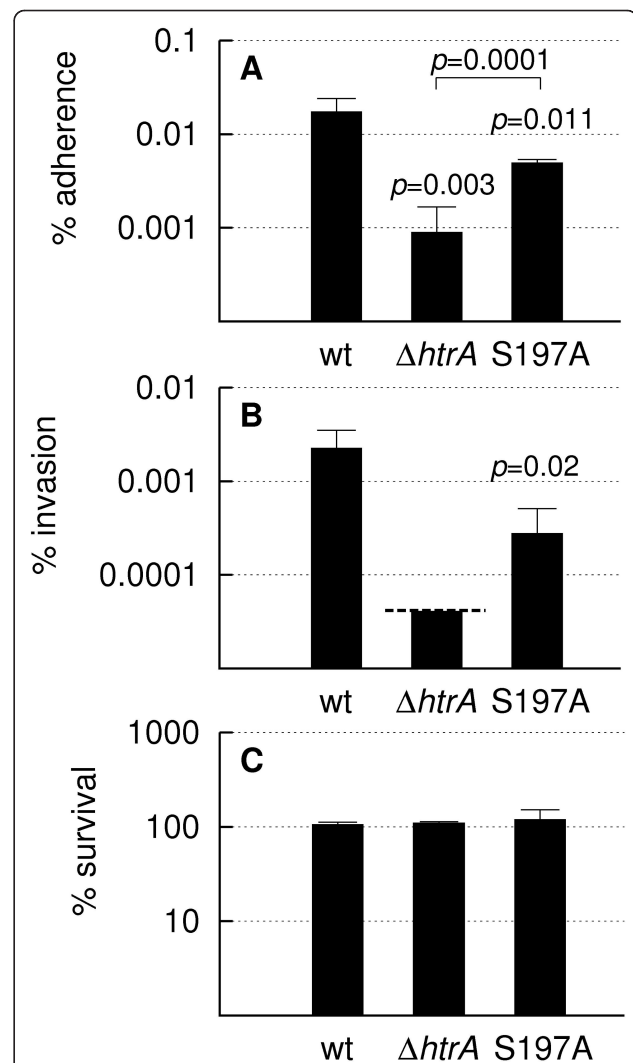 % adherence
0.1
0.01
0.001
A
p=0.0001
p=0.011
p=0.003
wt ΔhtrA S197A
% invasion
0.01
0.001
0.0001
B
p=0.02
wt ΔhtrA S197A
% survival
1000
100
10
C
wt ΔhtrA S197A